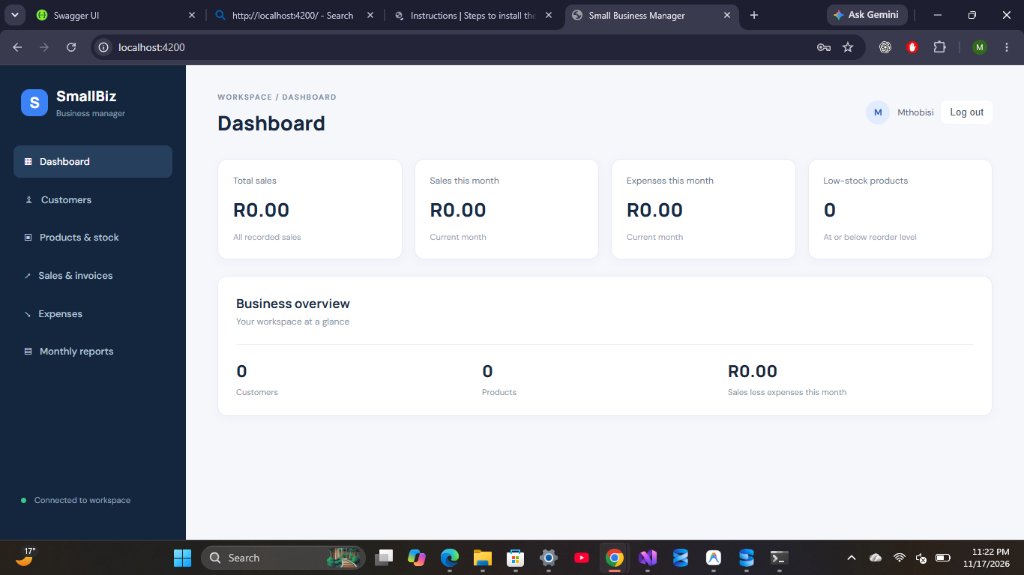 Swagger UI
http://localhost:4200/ - Search
Instructions | Steps to install the
Small Business Manager
Ask Gemini
localhost:4200
M
S
SmallBiz
Business manager
Dashboard
Customers
Products & stock
Sales & invoices
Expenses
Monthly reports
Connected to workspace
WORKSPACE / DASHBOARD
Dashboard
M
Mthobisi
Log out
Total sales
R0.00
All recorded sales
Sales this month
R0.00
Current month
Expenses this month
R0.00
Current month
Low-stock products
0
At or below reorder level
Business overview
Your workspace at a glance
0
Customers
0
Products
R0.00
Sales less expenses this month
17°
Search
11:22 PM
11/17/2026